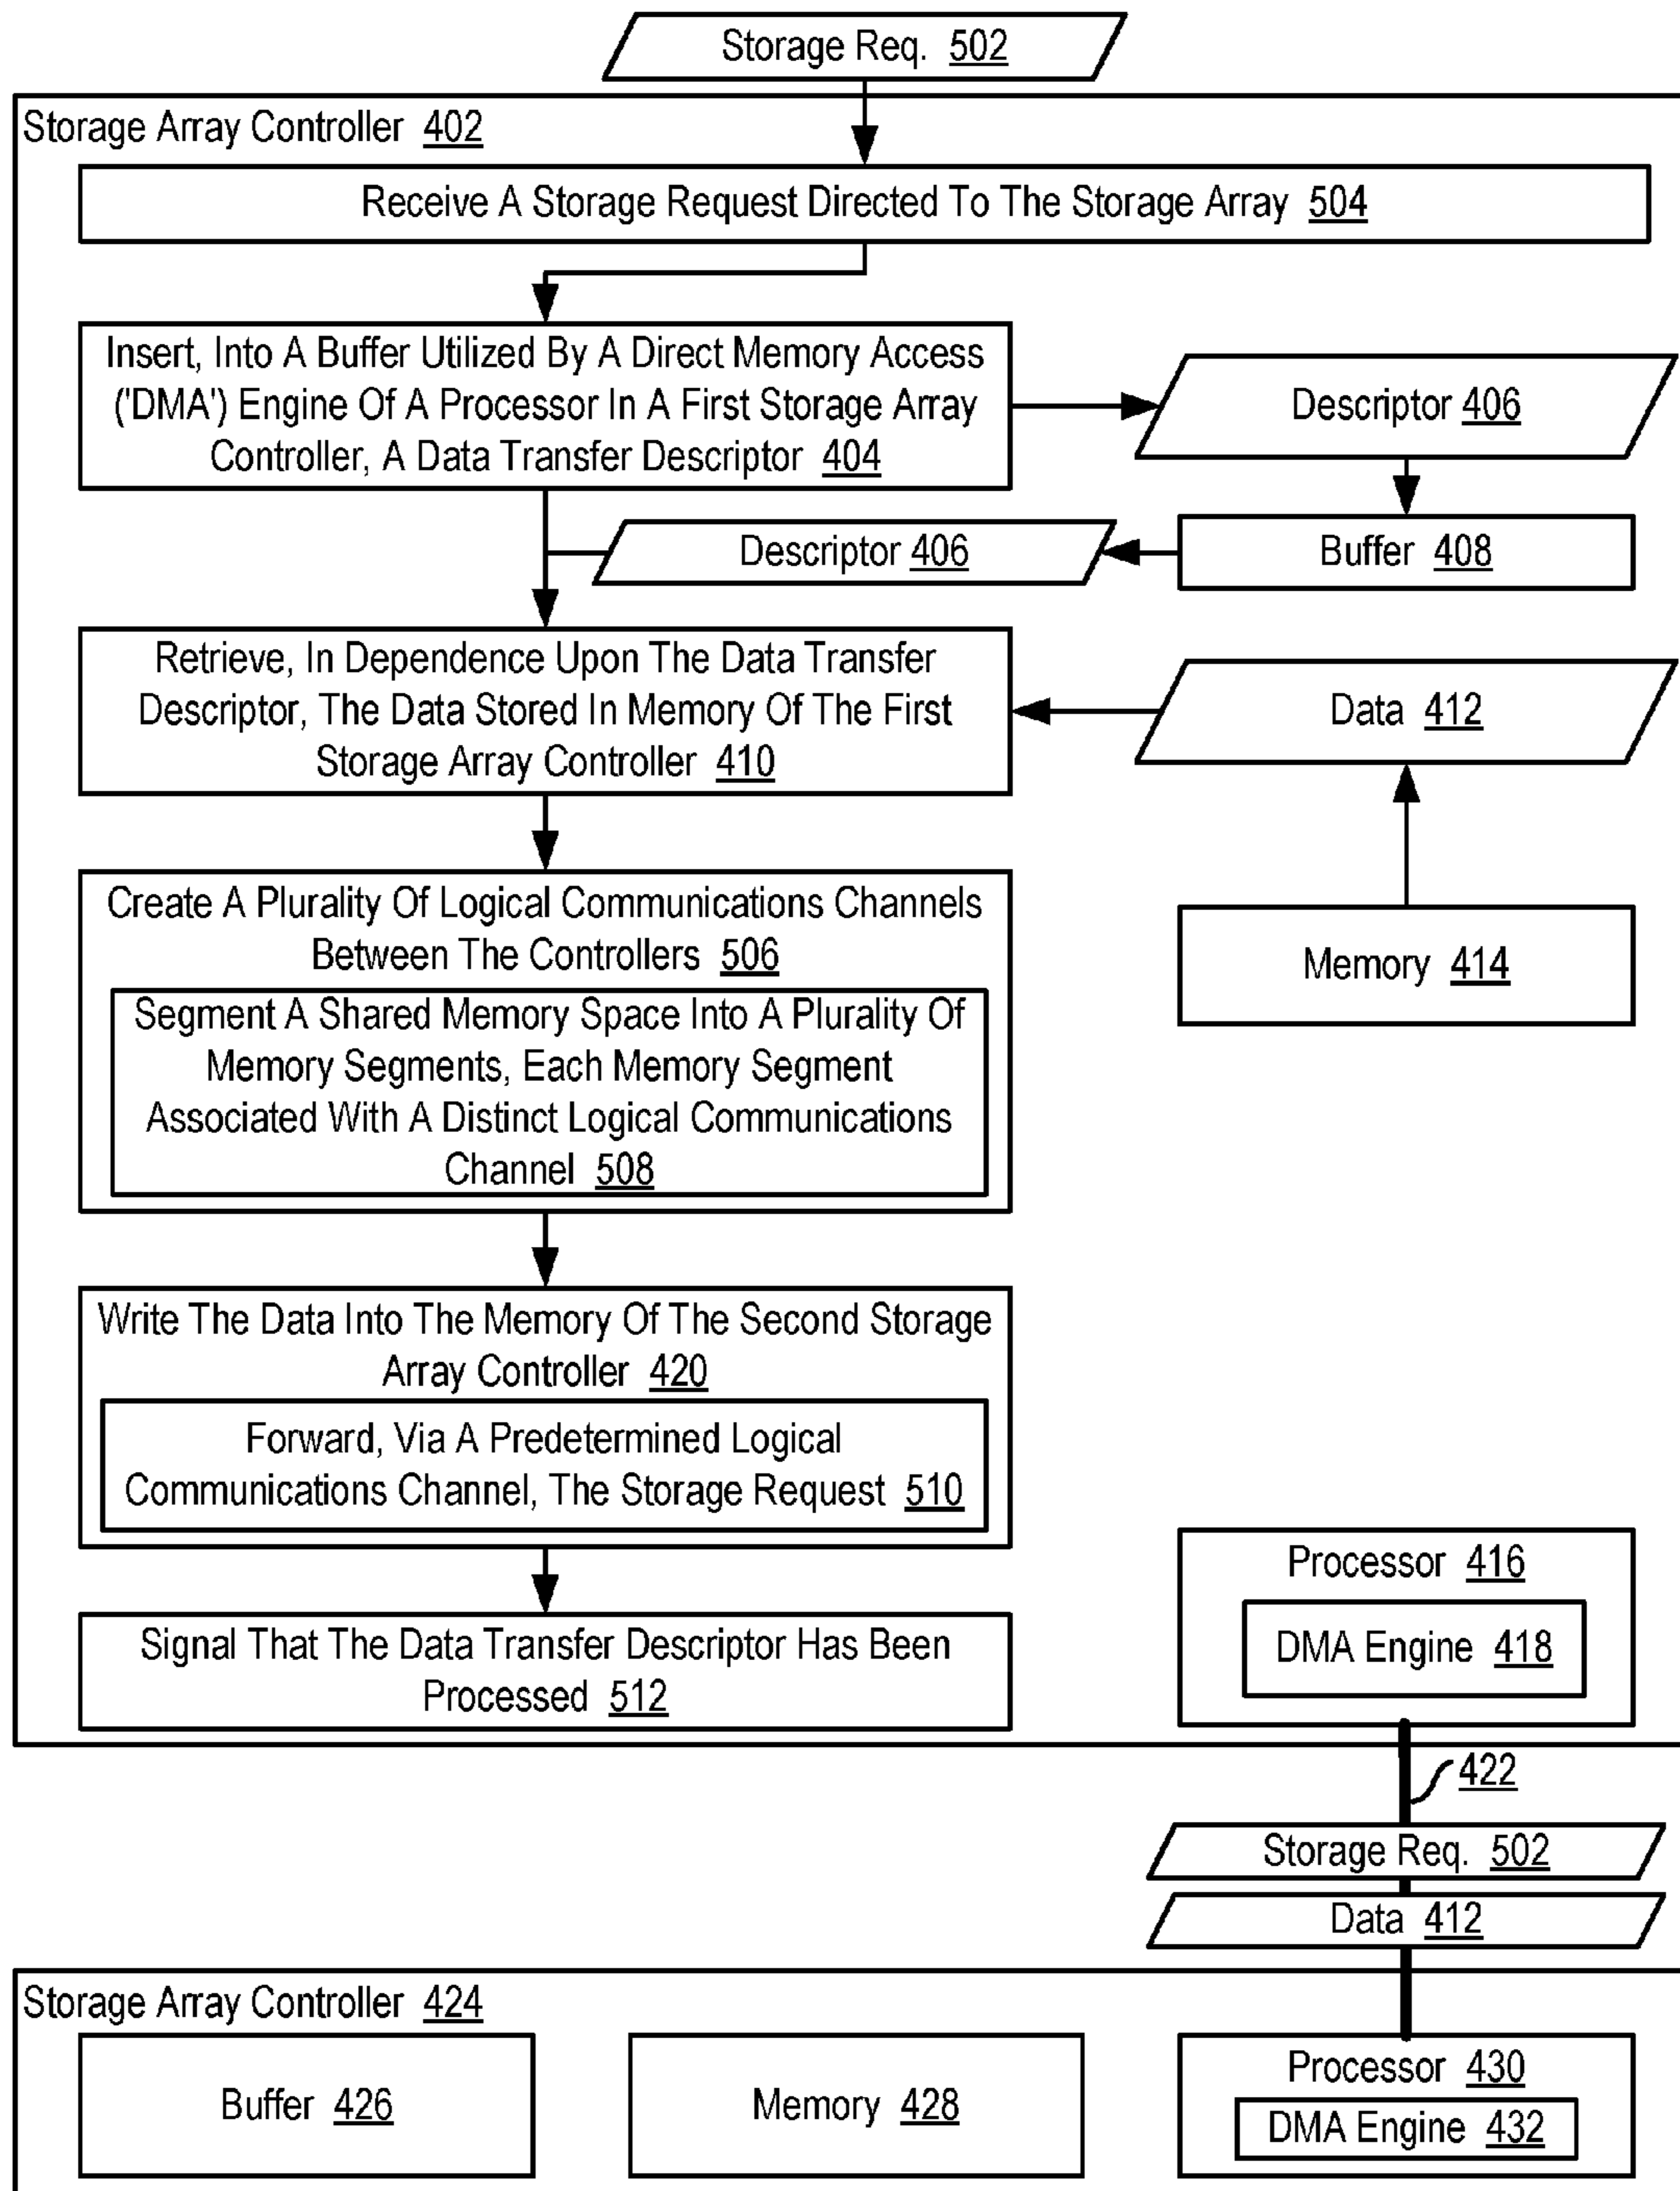 Storage Req. 502
Storage Array Controller 402
Receive A Storage Request Directed To The Storage Array 504
Insert, Into A Buffer Utilized By A Direct Memory Access
('DMA') Engine Of A Processor In A First Storage Array
Controller, A Data Transfer Descriptor 404
Descriptor 406
Descriptor 406
Buffer 408
Retrieve, In Dependence Upon The Data Transfer
Descriptor, The Data Stored In Memory Of The First
Storage Array Controller 410
Data 412
Create A Plurality Of Logical Communications Channels
Between The Controllers 506
Memory 414
Segment A Shared Memory Space Into A Plurality Of
Memory Segments, Each Memory Segment
Associated With A Distinct Logical Communications
Channel 508
Write The Data Into The Memory Of The Second Storage
Array Controller 420
Forward, Via A Predetermined Logical
Communications Channel, The Storage Request 510
Processor 416
DMA Engine 418
Signal That The Data Transfer Descriptor Has Been
Processed 512
422
Storage Req. 502
Data 412
Storage Array Controller 424
Buffer 426
Memory 428
Processor 430
DMA Engine 432